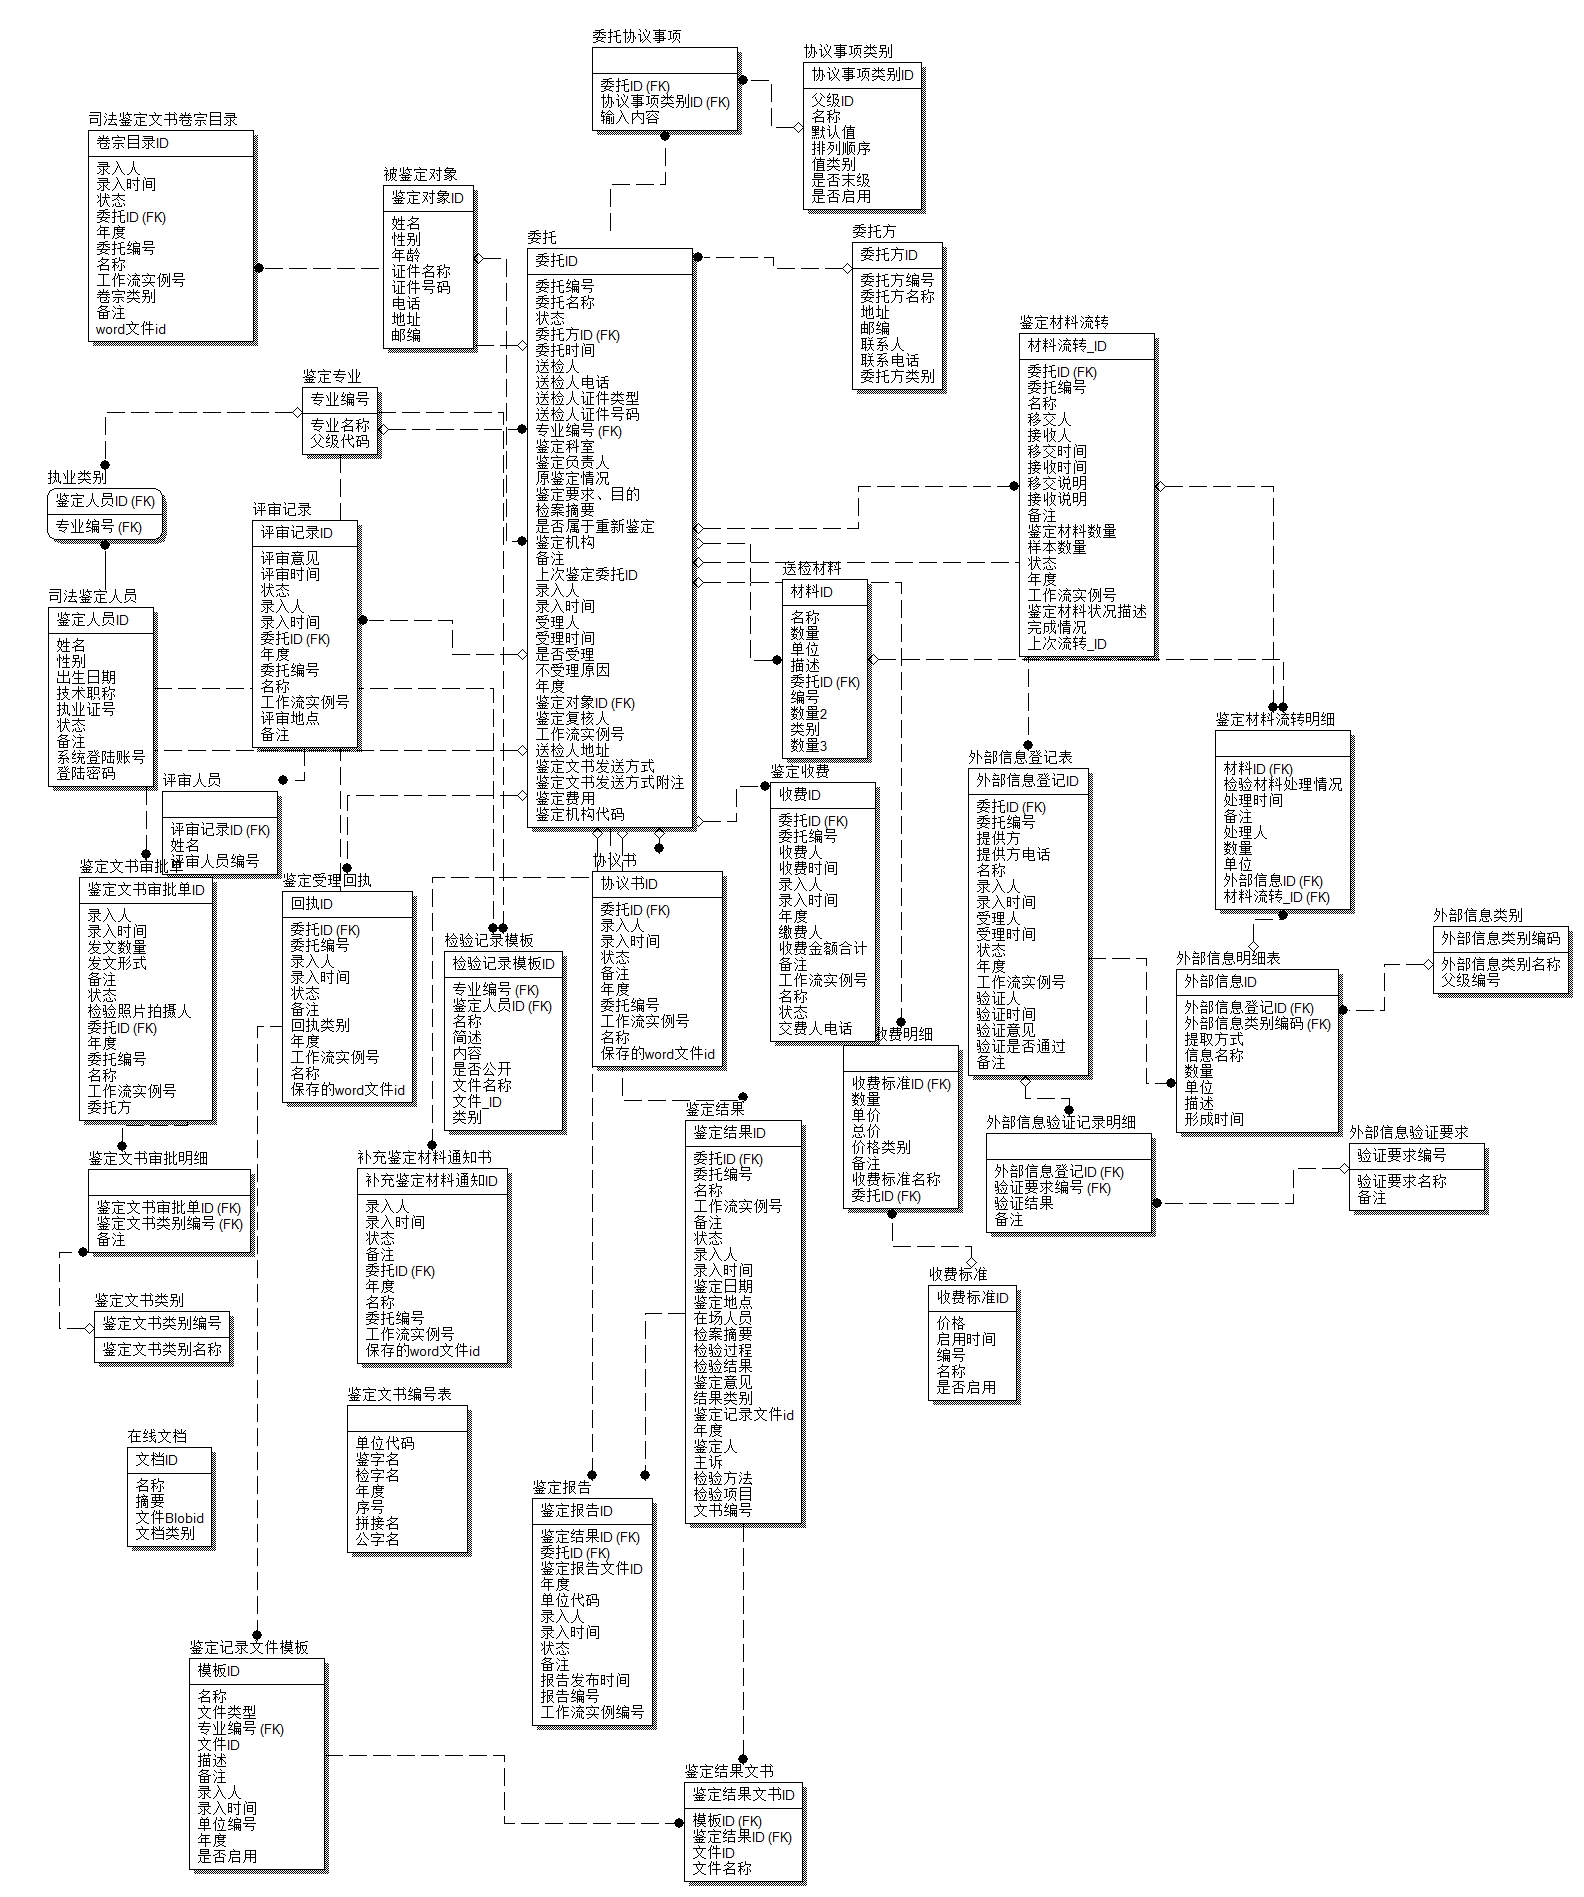 委托协议事项
委托ID (FK)
协议事项类别ID (FK)
输入内容
协议事项类别
协议事项类别ID
父级ID
名称
默认值
排列顺序
值类别
是否末级
是否启用
司法鉴定文书卷宗目录
卷宗目录ID
录入人
录入时间
状态
委托ID (FK)
年度
委托编号
名称
工作流实例号
卷宗类别
备注
word文件id
被鉴定对象
鉴定对象ID
姓名
性别
年龄
证件名称
证件号码
电话
地址
邮编
委托
委托ID
委托编号
委托名称
状态
委托方ID (FK)
委托时间
送检人
送检人电话
送检人证件类型
送检人证件号码
专业编号 (FK)
鉴定科室
鉴定负责人
原鉴定情况
鉴定要求、目的
检案摘要
是否属于重新鉴定
鉴定机构
备注
上次鉴定委托ID
录入人
录入时间
受理人
受理时间
是否受理
不受理原因
年度
鉴定对象ID (FK)
鉴定复核人
工作流实例号
送检人地址
鉴定文书发送方式
鉴定文书发送方式附注
鉴定费用
鉴定机构代码
委托方
委托方ID
委托方编号
委托方名称
地址
邮编
联系人
联系电话
委托方类别
鉴定材料流转
材料流转_ID
委托ID (FK)
委托编号
名称
移交人
接收人
移交时间
接收时间
移交说明
接收说明
备注
鉴定材料数量
样本数量
状态
年度
工作流实例号
鉴定材料状况描述
完成情况
上次流转_ID
鉴定专业
专业编号
专业名称
父级代码
执业类别
鉴定人员ID (FK)
专业编号 (FK)
评审记录
评审记录ID
评审意见
评审时间
状态
录入人
录入时间
委托ID (FK)
年度
委托编号
名称
工作流实例号
评审地点
备注
司法鉴定人员
鉴定人员ID
姓名
性别
出生日期
技术职称
执业证号
状态
备注
系统登陆账号
登陆密码
送检材料
材料ID
名称
数量
单位
描述
委托ID (FK)
编号
数量2
类别
数量3
评审人员
评审记录ID (FK)
姓名
评审人员编号
鉴定收费
收费ID
委托ID (FK)
委托编号
收费人
收费时间
录入人
录入时间
年度
缴费人
收费金额合计
备注
工作流实例号
名称
状态
交费人电话
外部信息登记表
外部信息登记ID
委托ID (FK)
委托编号
提供方
提供方电话
名称
录入人
录入时间
受理人
受理时间
状态
年度
工作流实例号
验证人
验证时间
验证意见
验证是否通过
备注
鉴定材料流转明细
材料ID (FK)
检验材料处理情况
处理时间
备注
处理人
数量
单位
外部信息ID (FK)
材料流转_ID (FK)
鉴定文书审批单
鉴定文书审批单ID
录入人
录入时间
发文数量
发文形式
备注
状态
检验照片拍摄人
委托ID (FK)
年度
委托编号
名称
工作流实例号
委托方
鉴定受理回执
回执ID
委托ID (FK)
委托编号
录入人
录入时间
状态
备注
回执类别
年度
工作流实例号
名称
保存的word文件id
检验记录模板
检验记录模板ID
专业编号 (FK)
鉴定人员ID (FK)
名称
简述
内容
是否公开
文件名称
文件_ID
类别
协议书
协议书ID
委托ID (FK)
录入人
录入时间
状态
备注
年度
委托编号
工作流实例号
名称
保存的word文件id
外部信息类别
外部信息类别编码
外部信息类别名称
父级编号
外部信息明细表
外部信息ID
外部信息登记ID (FK)
外部信息类别编码 (FK)
提取方式
信息名称
数量
单位
描述
形成时间
收费明细
收费标准ID (FK)
数量
单价
总价
价格类别
备注
收费标准名称
委托ID (FK)
鉴定结果
鉴定结果ID
委托ID (FK)
委托编号
名称
工作流实例号
备注
状态
录入人
录入时间
鉴定日期
鉴定地点
在场人员
检案摘要
检验过程
检验结果
鉴定意见
结果类别
鉴定记录文件id
年度
鉴定人
主诉
检验方法
检验项目
文书编号
外部信息验证记录明细
外部信息登记ID (FK)
验证要求编号 (FK)
验证结果
备注
外部信息验证要求
验证要求编号
验证要求名称
备注
鉴定文书审批明细
鉴定文书审批单ID (FK)
鉴定文书类别编号 (FK)
备注
补充鉴定材料通知书
补充鉴定材料通知ID
录入人
录入时间
状态
备注
委托ID (FK)
年度
名称
委托编号
工作流实例号
保存的word文件id
收费标准
收费标准ID
价格
启用时间
编号
名称
是否启用
鉴定文书类别
鉴定文书类别编号
鉴定文书类别名称
鉴定文书编号表
单位代码
鉴字名
检字名
年度
序号
拼接名
公字名
在线文档
文档ID
名称
摘要
文件Blobid
文档类别
鉴定报告
鉴定报告ID
鉴定结果ID (FK)
委托ID (FK)
鉴定报告文件ID
年度
单位代码
录入人
录入时间
状态
备注
报告发布时间
报告编号
工作流实例编号
鉴定记录文件模板
模板ID
名称
文件类型
专业编号 (FK)
文件ID
描述
备注
录入人
录入时间
单位编号
年度
是否启用
鉴定结果文书
鉴定结果文书ID
模板ID (FK)
鉴定结果ID (FK)
文件ID
文件名称